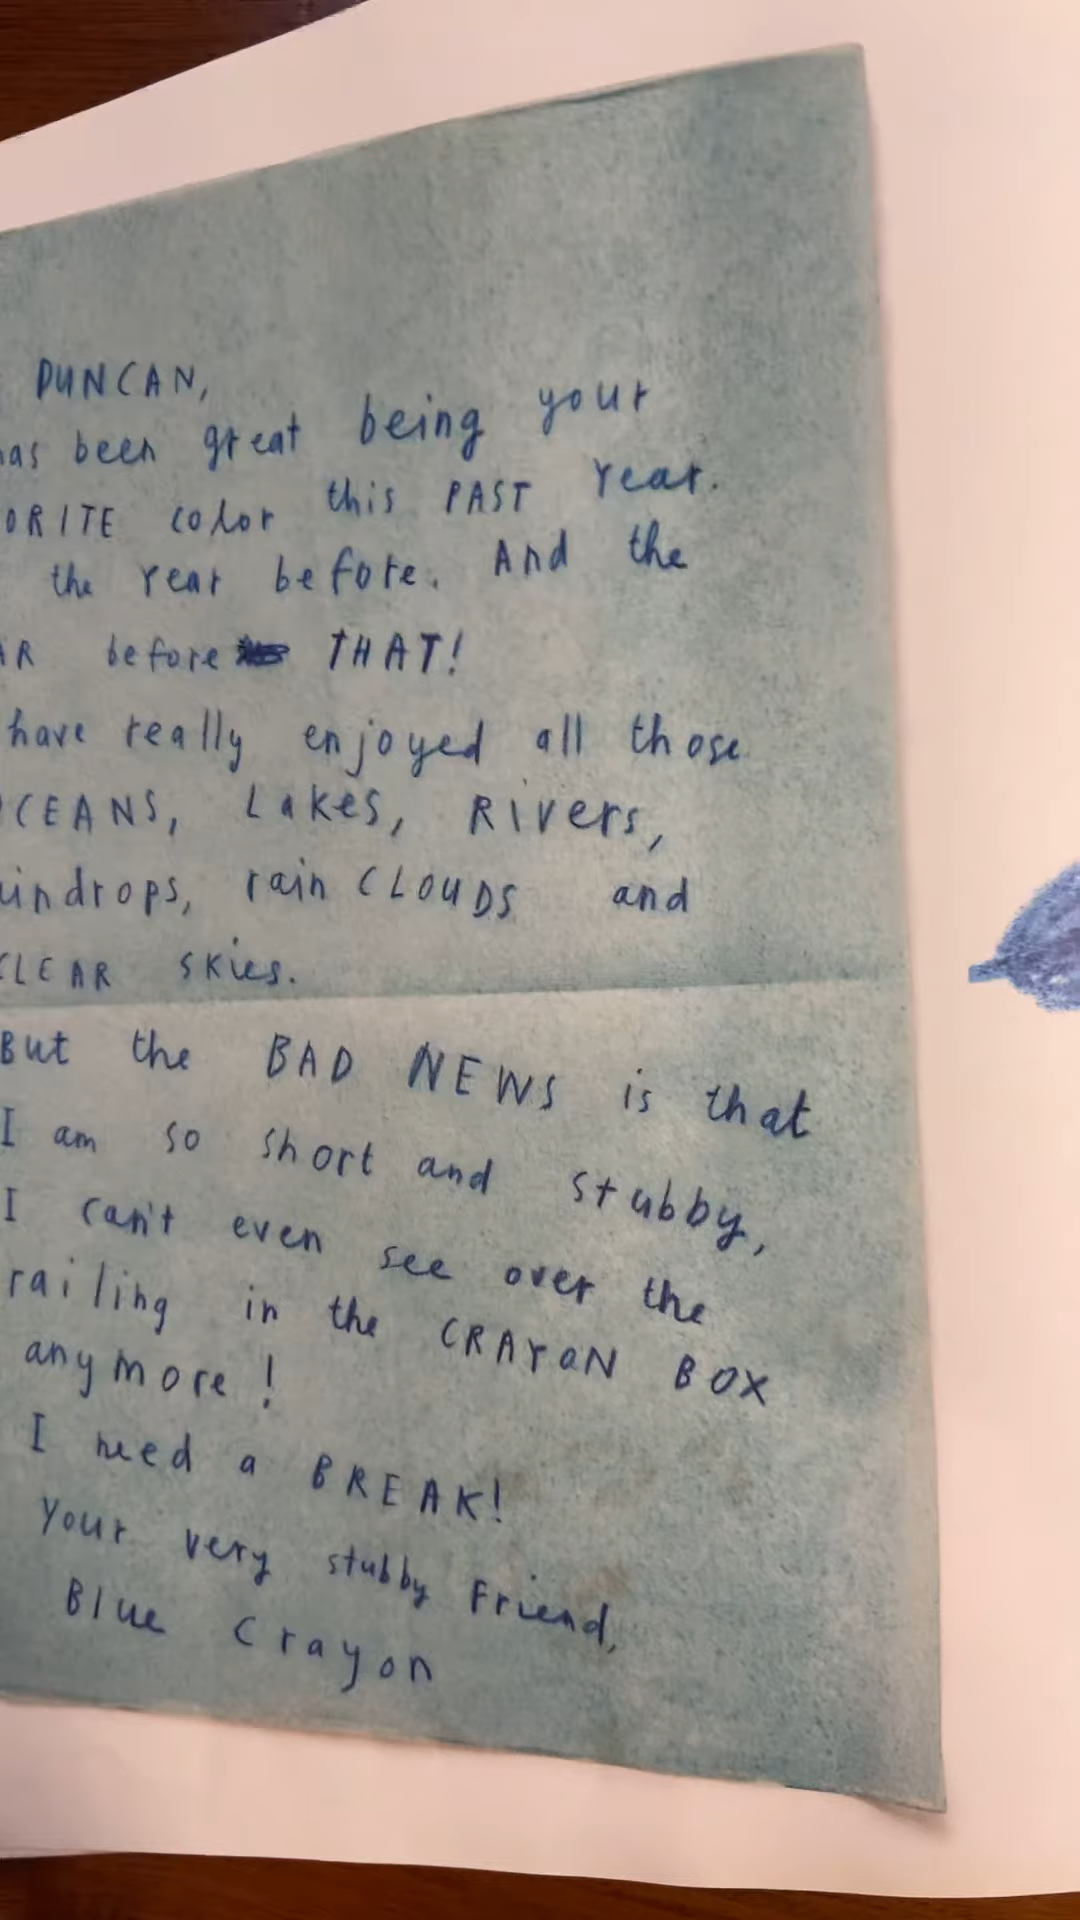 DUNCAN,
has been great being your
ORITE color this PAST Year.
the Year before. And the
AR before THAT!
have really enjoyed all those
OCEANS, Lakes, Rivers,
indrops, rain CLOUDS and
CLEAR skies.
But the BAD NEWS is that
I am so short and stubby,
I can't even see over the
railing in the CRAYON BOX
anymore!
I need a BREAK!
Your very stubby Friend,
Blue Crayon